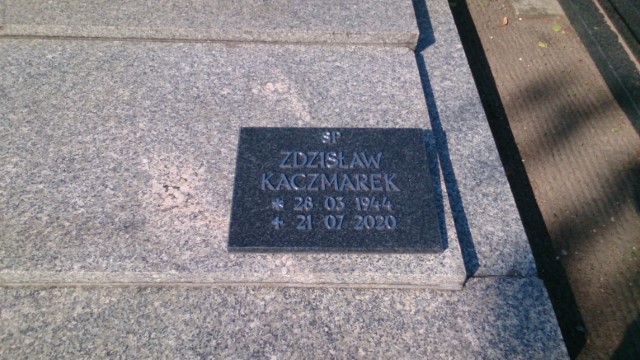 ŚP
ZDZISŁAW
KACZMAREK
* 28 03 1944
+ 21 07 2020